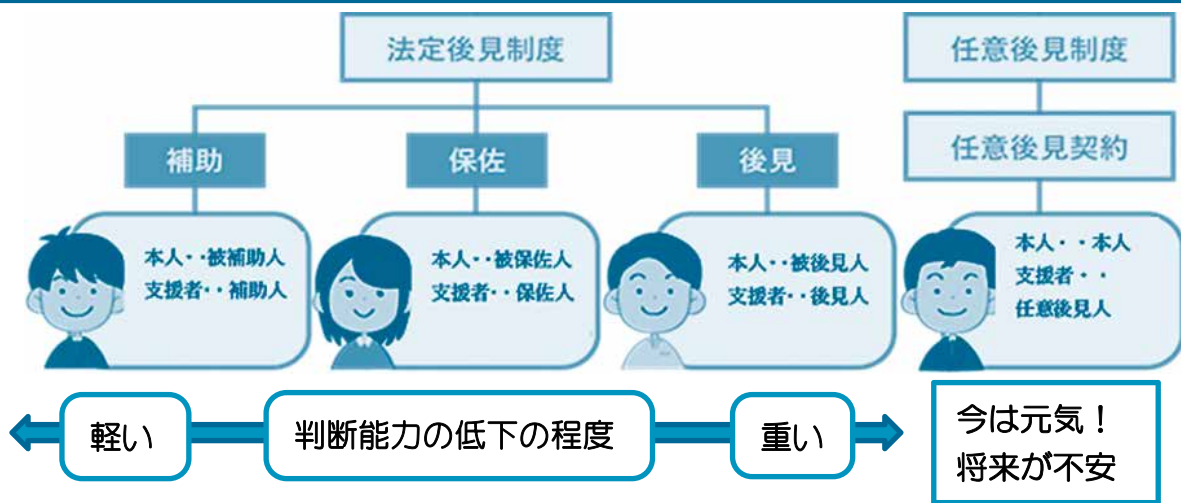 法定後見制度
任意後見制度
任意後見契約
補助
保佐
後見
本人・・被補助人
支援者・・補助人
本人・・被保佐人
支援者・・保佐人
本人・・被後見人
支援者・・後見人
本人・・本人
支援者・・
任意後見人
軽い
判断能力の低下の程度
重い
今は元気！
将来が不安